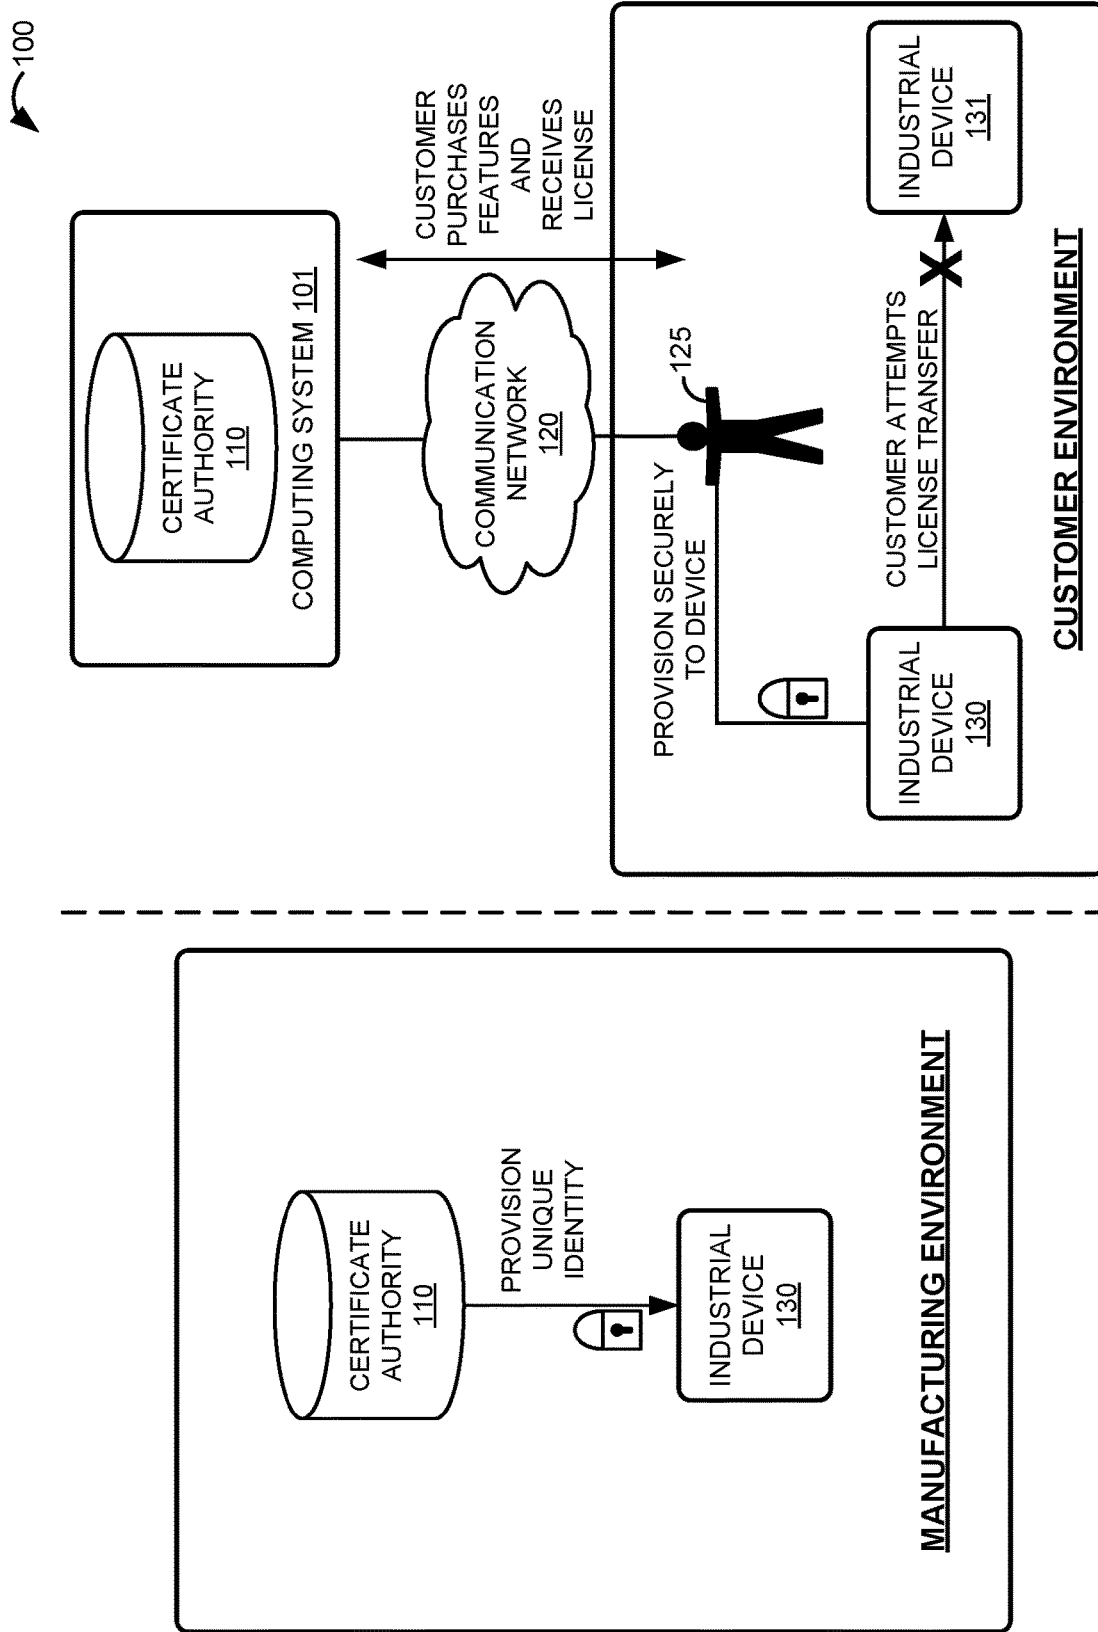 100
CERTIFICATE
AUTHORITY
110
PROVISION
UNIQUE
IDENTITY
INDUSTRIAL
DEVICE
130
MANUFACTURING ENVIRONMENT
CERTIFICATE
AUTHORITY
110
COMPUTING SYSTEM 101
COMMUNICATION
NETWORK
120
CUSTOMER
PURCHASES
FEATURES
AND
RECEIVES
LICENSE
125
PROVISION SECURELY
TO DEVICE
INDUSTRIAL
DEVICE
130
CUSTOMER ATTEMPTS
LICENSE TRANSFER
INDUSTRIAL
DEVICE
131
CUSTOMER ENVIRONMENT